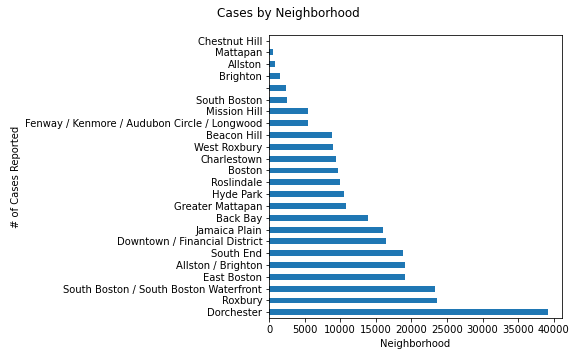 Cases by Neighborhood
Chestnut Hill
Mattapan
Allston
Brighton
South Boston
Mission Hill
Fenway / Kenmore / Audubon Circle / Longwood
Beacon Hill
West Roxbury
Charlestown
Boston
Roslindale
Hyde Park
Greater Mattapan
Back Bay
Jamaica Plain
Downtown / Financial District
South End
Allston / Brighton
East Boston
South Boston / South Boston Waterfront
Roxbury
Dorchester
# of Cases Reported
0 5000 10000 15000 20000 25000 30000 35000 40000
Neighborhood